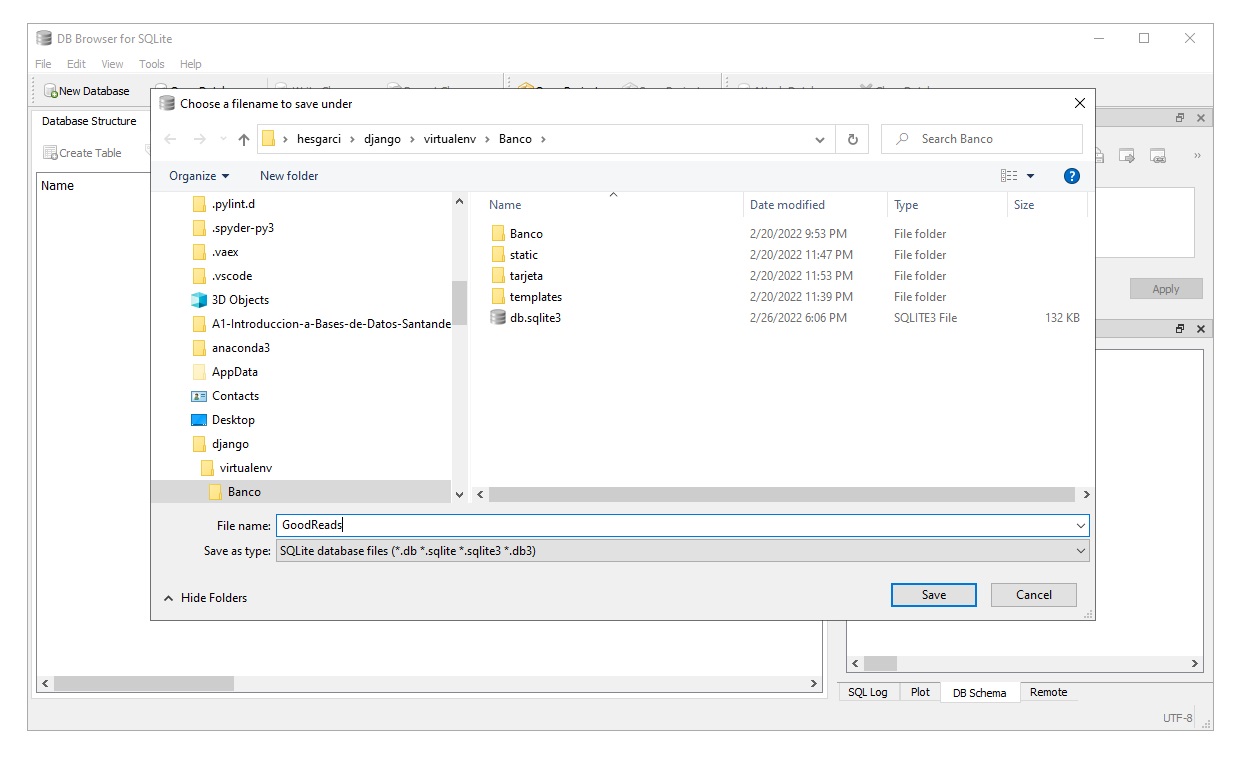 DB Browser for SQLite
File Edit View Tools Help
New Database
Choose a filename to save under
Database Structure
hesgarci › django › virtualenv › Banco ›
Search Banco
Create Table
»
Organize New folder
?
Name
Name Date modified Type Size
.pylint.d
.spyder-py3
.vaex
.vscode
3D Objects
A1-Introduccion-a-Bases-de-Datos-Santande
anaconda3
AppData
Contacts
Desktop
django
virtualenv
Banco
Banco 2/20/2022 9:53 PM File folder
static 2/20/2022 11:47 PM File folder
tarjeta 2/20/2022 11:53 PM File folder
templates 2/20/2022 11:39 PM File folder
db.sqlite3 2/26/2022 6:06 PM SQLITE3 File 132 KB
Apply
File name: GoodReads
Save as type: SQLite database files (*.db *.sqlite *.sqlite3 *.db3)
Hide Folders
Save Cancel
SQL Log Plot DB Schema Remote
UTF-8